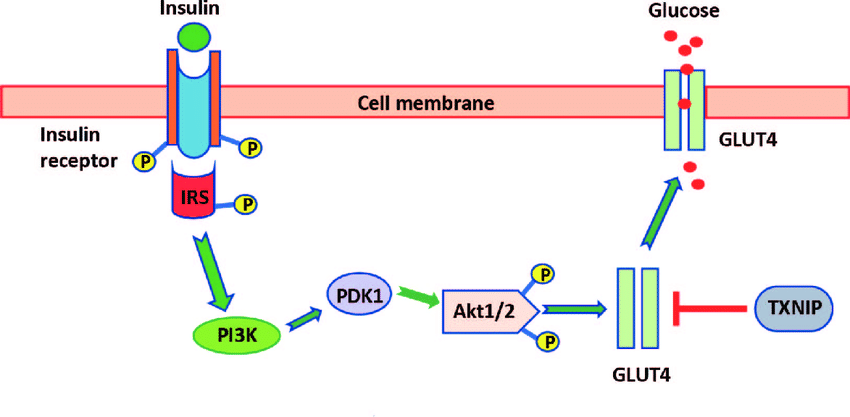 Insulin
Glucose
Cell membrane
Insulin
receptor
P
P
GLUT4
IRS
P
PI3K
PDK1
Akt1/2
P
P
GLUT4
TXNIP